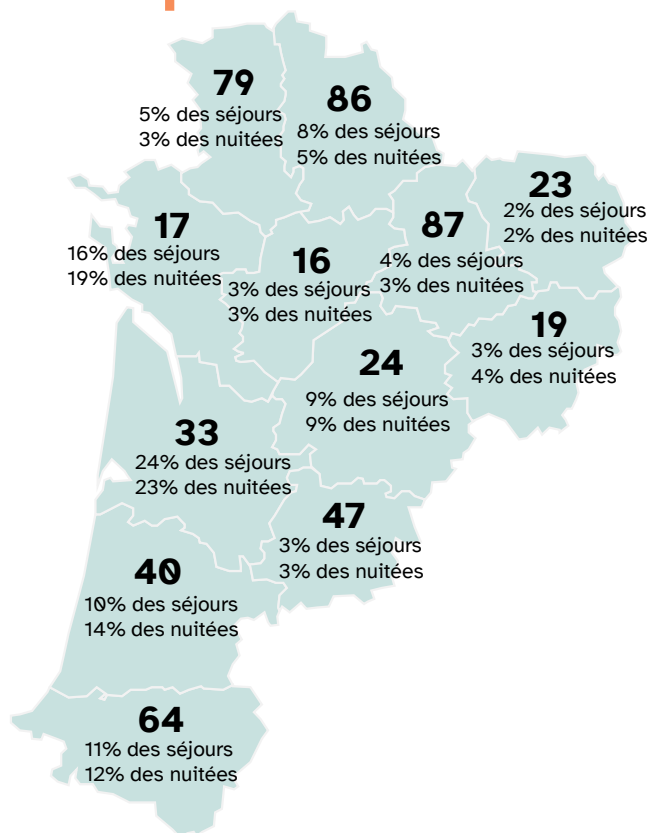 79
5% des séjours
3% des nuitées
86
8% des séjours
5% des nuitées
23
2% des séjours
2% des nuitées
17
16% des séjours
19% des nuitées
16
3% des séjours
3% des nuitées
87
4% des séjours
3% des nuitées
19
3% des séjours
4% des nuitées
24
9% des séjours
9% des nuitées
33
24% des séjours
23% des nuitées
47
3% des séjours
3% des nuitées
40
10% des séjours
14% des nuitées
64
11% des séjours
12% des nuitées